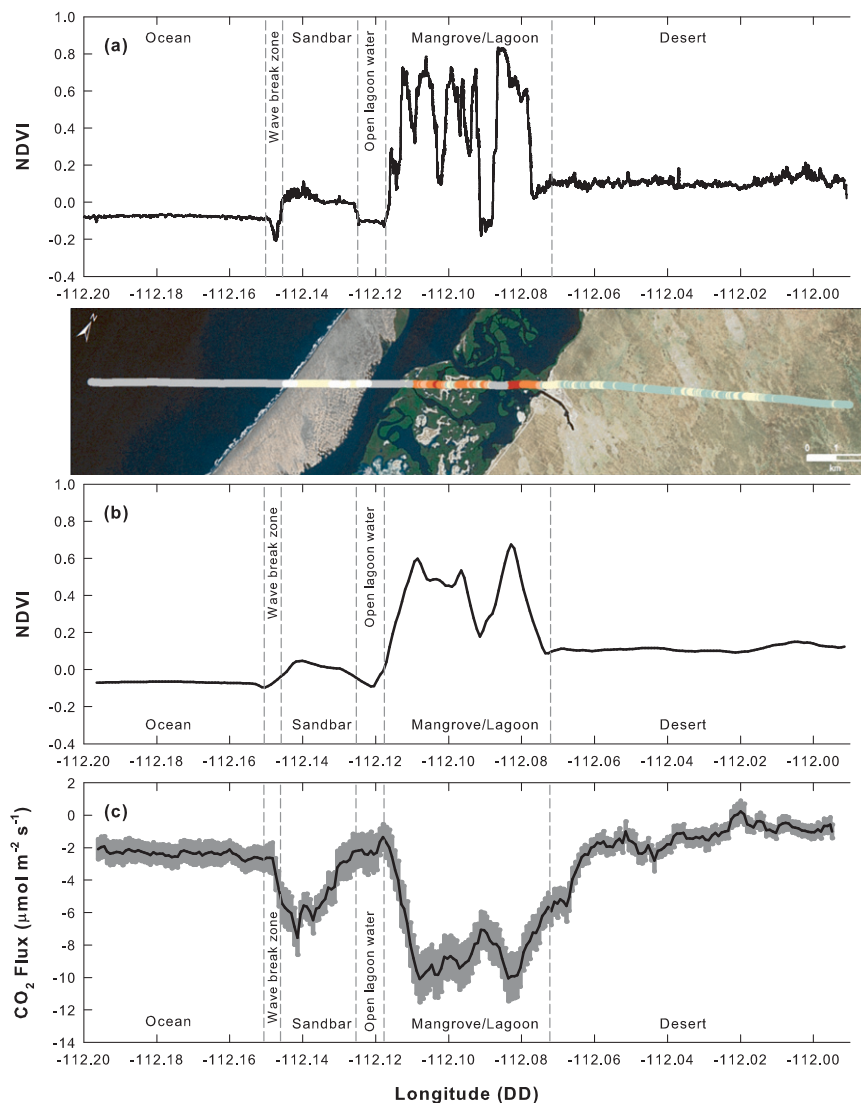 (a)
Ocean
Wave break zone
Sandbar
Open lagoon water
Mangrove/Lagoon
Desert
NDVI
1.0
0.8
0.6
0.4
0.2
0.0
-0.2
0.4
-112.20 -112.18 -112.16 -112.14 -112.12 -112.10 -112.08 -112.06 -112.04 -112.02 -112.00
N
0 1
km
(b)
NDVI
1.0
0.8
0.6
0.4
0.2
0.0
-0.2
-0.4
Ocean
Wave break zone
Sandbar
Open lagoon water
Mangrove/Lagoon
Desert
-112.20 -112.18 -112.16 -112.14 -112.12 -112.10 -112.08 -112.06 -112.04 -112.02 -112.00
(c)
CO2 Flux (μmol m-2 s-1)
0
-2
-4
-6
-8
-10
-12
-14
Ocean
Wave break zone
Sandbar
Open lagoon water
Mangrove/Lagoon
Desert
-112.20 -112.18 -112.16 -112.14 -112.12 -112.10 -112.08 -112.06 -112.04 -112.02 -112.00
Longitude (DD)